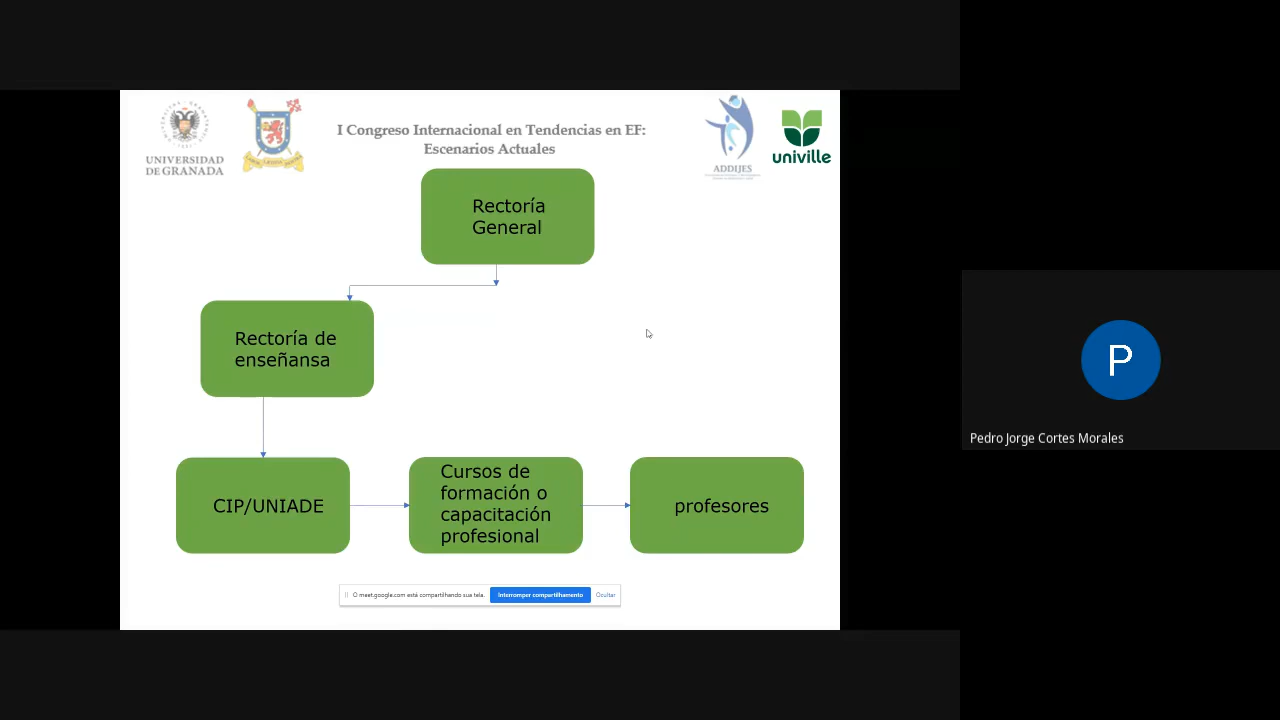 UNIVERSIDAD
DE GRANADA
I Congreso Internacional en Tendencias en EF:
Escenarios Actuales
ADDIJES
univille
Rectoría
General
Rectoría de
enseñansa
CIP/UNIADE
Cursos de
formación o
capacitación
profesional
profesores
O meet.google.com está compartilhando sua tela.
Interromper compartilhamento
Ocultar
P
Pedro Jorge Cortes Morales